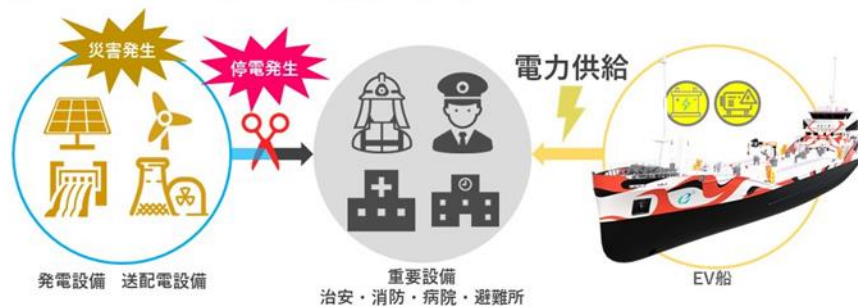 災害発生
停電発生
電力供給
発電設備 送配電設備
重要設備
治安・消防・病院・避難所
EV船